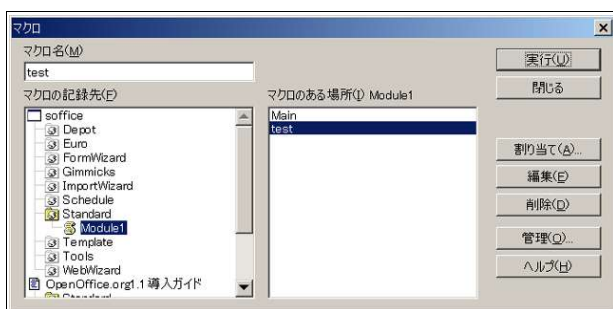 マクロ
マクロ名(M)
test
マクロの記録先(F)
soffice
Depot
Euro
FormWizard
Gimmicks
ImportWizard
Schedule
Standard
Module1
Template
Tools
WebWizard
OpenOffice.org1.1 導入ガイド
Standard
マクロのある場所(I) Module1
Main
test
実行(U)
閉じる
割り当て(A)...
編集(E)
削除(D)
管理(O)...
ヘルプ(H)